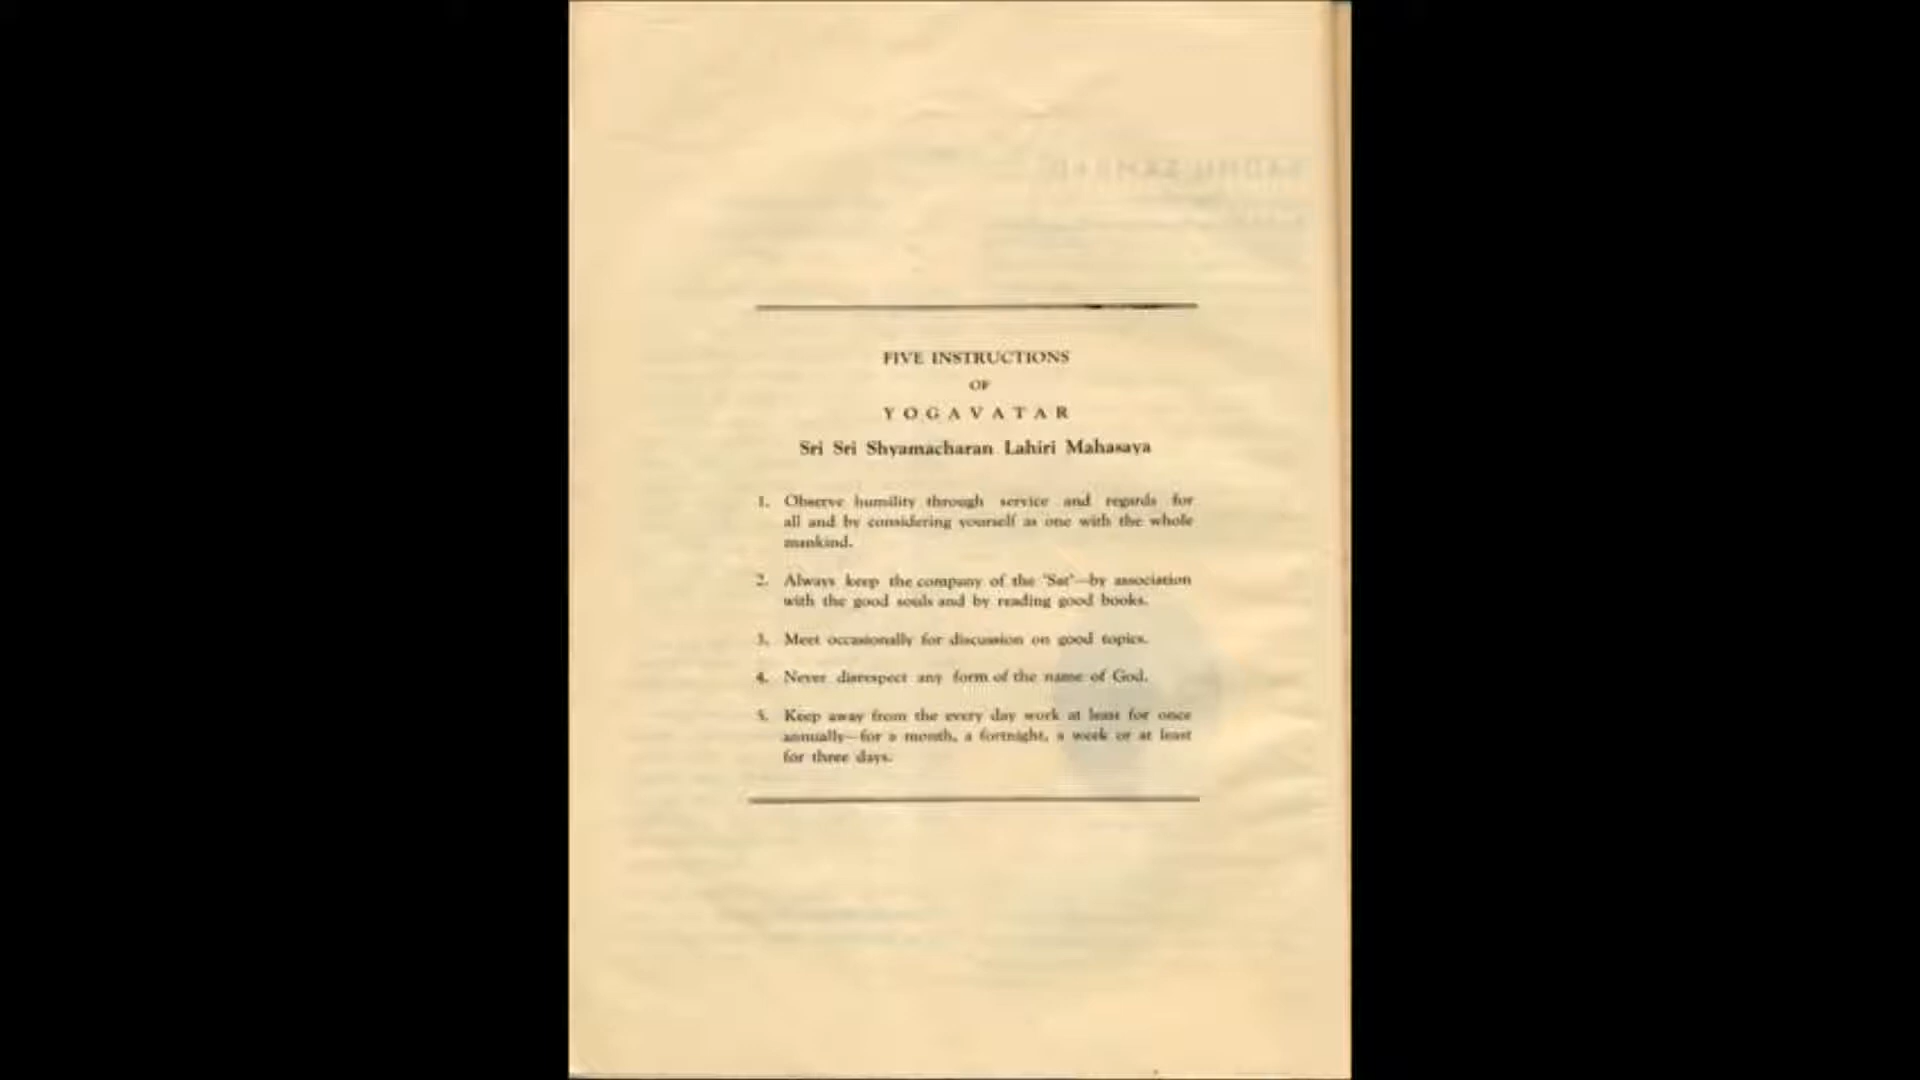 FIVE INSTRUCTIONS
OF
YOGAVATAR
Sri Sri Shyamacharan Lahiri Mahasaya
1. Observe humility through service and regards for
all and by considering yourself as one with the whole
mankind.
2. Always keep the company of the 'Sat'—by association
with the good souls and by reading good books.
3. Meet occasionally for discussion on good topics.
4. Never disrespect any form of the name of God.
5. Keep away from the every day work at least for once
annually—for a month, a fortnight, a week or at least
for three days.